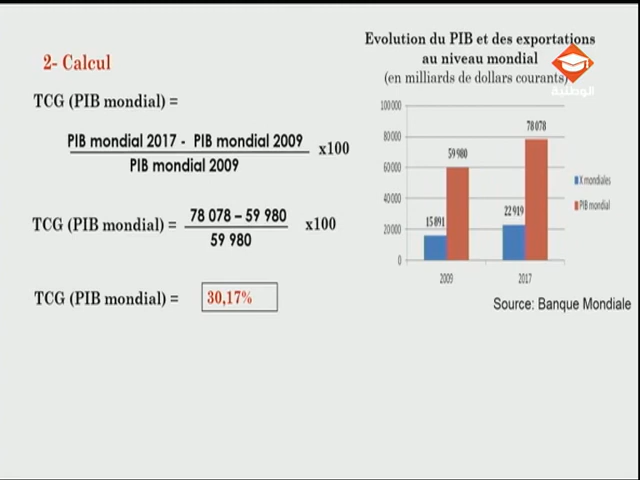 Evolution du PIB et des exportations
au niveau mondial
(en milliards de dollars courants)
الوطنية
2- Calcul
TCG (PIB mondial) =
PIB mondial 2017 - PIB mondial 2009
x100
PIB mondial 2009
TCG (PIB mondial) =
78 078 – 59 980
x100
59 980
TCG (PIB mondial) =
30,17%
100 000
80 000
60 000
40 000
20 000
0
15 891
59 980
22 919
78 078
2009
2017
X mondiales
PIB mondial
Source: Banque Mondiale